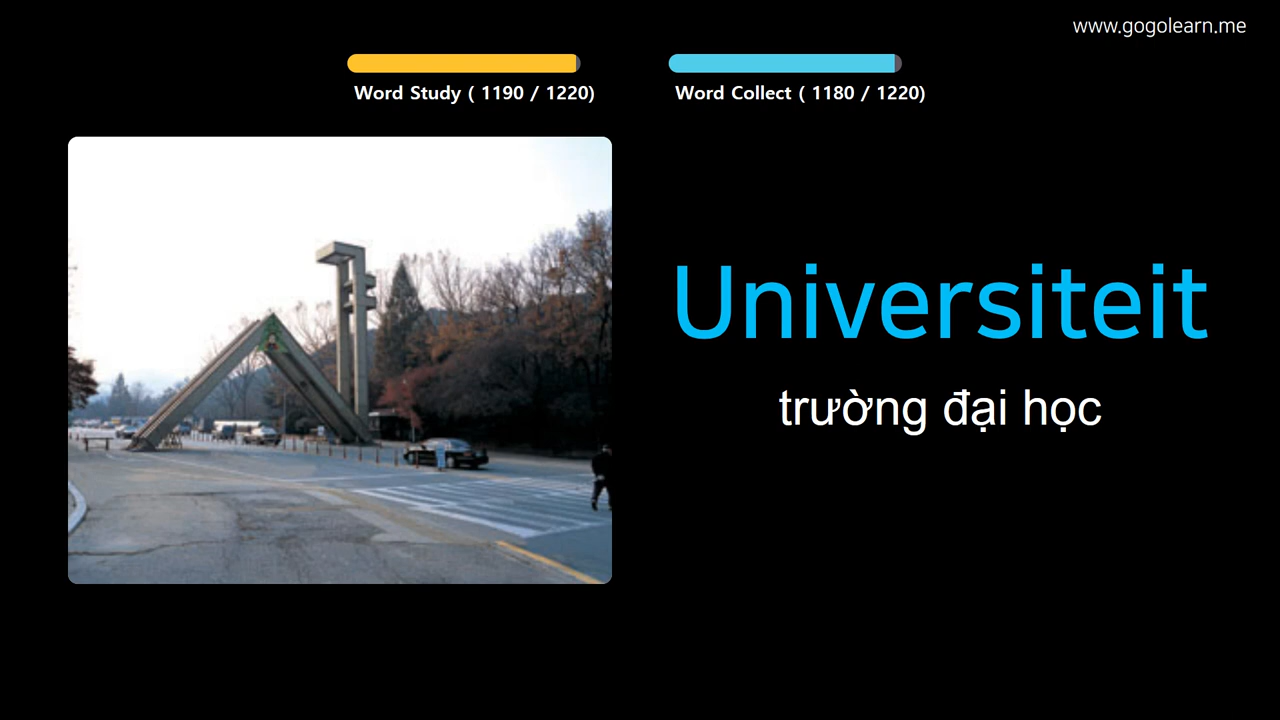 www.gogolearn.me
Word Study ( 1190 / 1220)
Word Collect ( 1180 / 1220)
Universiteit
trường đại học